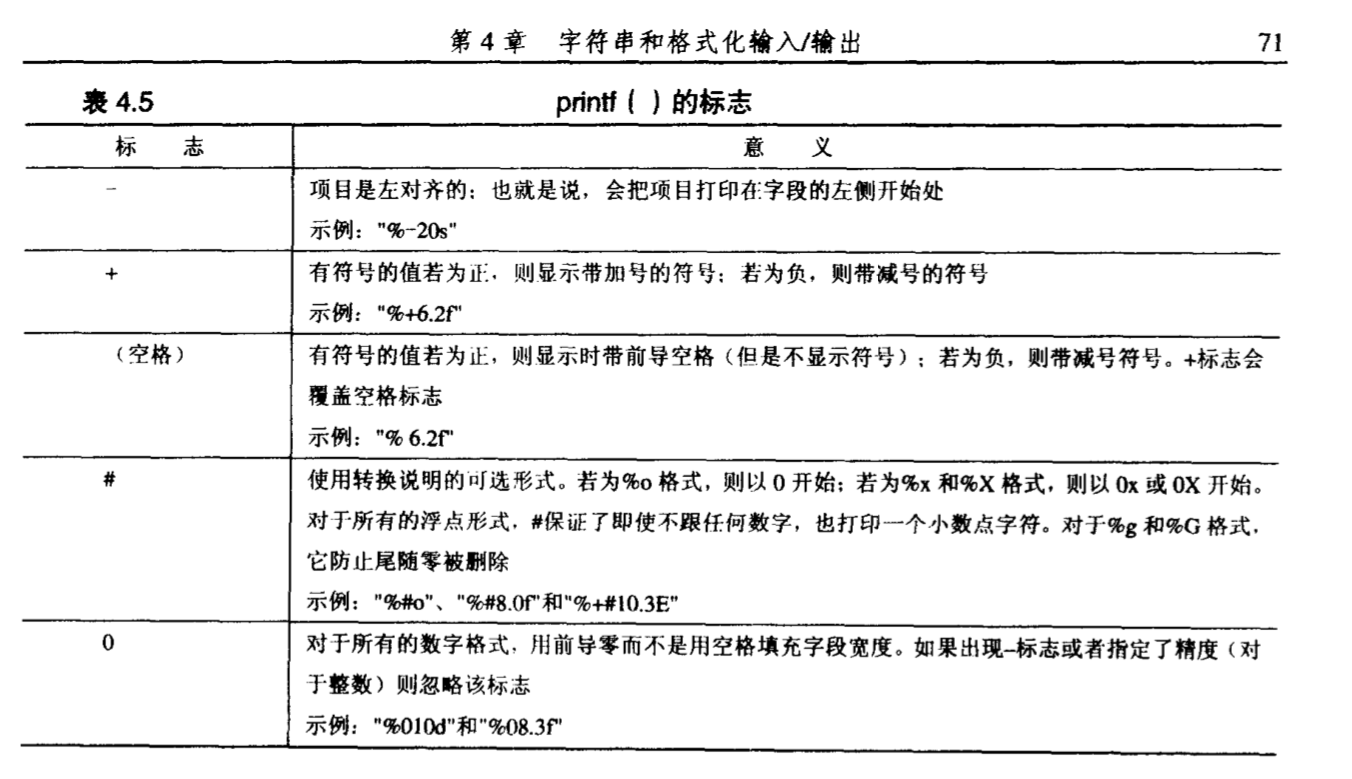 第 4 章 字符串和格式化输入/输出 71
表 4.5 printf（ ）的标志
标 志 意 义
- 项目是左对齐的；也就是说，会把项目打印在字段的左侧开始处
示例："%-20s"
+ 有符号的值若为正，则显示带加号的符号；若为负，则带减号的符号
示例："%+6.2f"
（空格） 有符号的值若为正，则显示时带前导空格（但是不显示符号）；若为负，则带减号符号。+标志会
覆盖空格标志
示例："% 6.2f"
# 使用转换说明的可选形式。若为%o 格式，则以 0 开始；若为%x 和%X 格式，则以 0x 或 0X 开始。
对于所有的浮点形式，#保证了即使不跟任何数字，也打印一个小数点字符。对于%g 和%G 格式，
它防止尾随零被删除
示例："%#o"、"%#8.0f"和"%+#10.3E"
0 对于所有的数字格式，用前导零而不是用空格填充字段宽度。如果出现-标志或者指定了精度（对
于整数）则忽略该标志
示例："%010d"和"%08.3f"